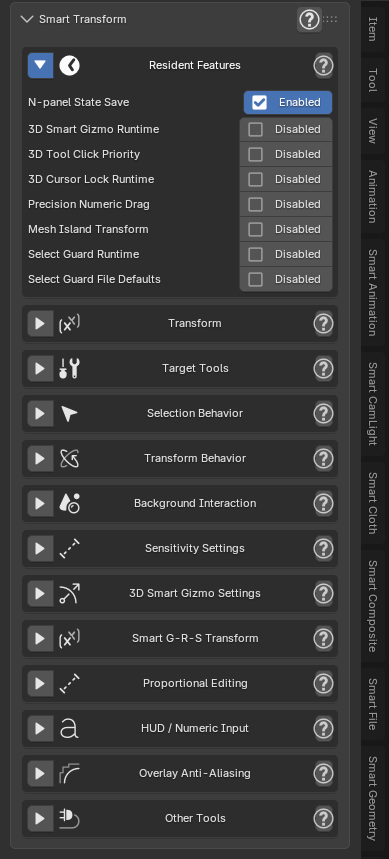 Smart Transform
Resident Features
N-panel State Save Enabled
3D Smart Gizmo Runtime Disabled
3D Tool Click Priority Disabled
3D Cursor Lock Runtime Disabled
Precision Numeric Drag Disabled
Mesh Island Transform Disabled
Select Guard Runtime Disabled
Select Guard File Defaults Disabled
Transform
Target Tools
Selection Behavior
Transform Behavior
Background Interaction
Sensitivity Settings
3D Smart Gizmo Settings
Smart G-R-S Transform
Proportional Editing
HUD / Numeric Input
Overlay Anti-Aliasing
Other Tools
Item
Tool
View
Animation
Smart Animation
Smart CamLight
Smart Cloth
Smart Composite
Smart File
Smart Geometry